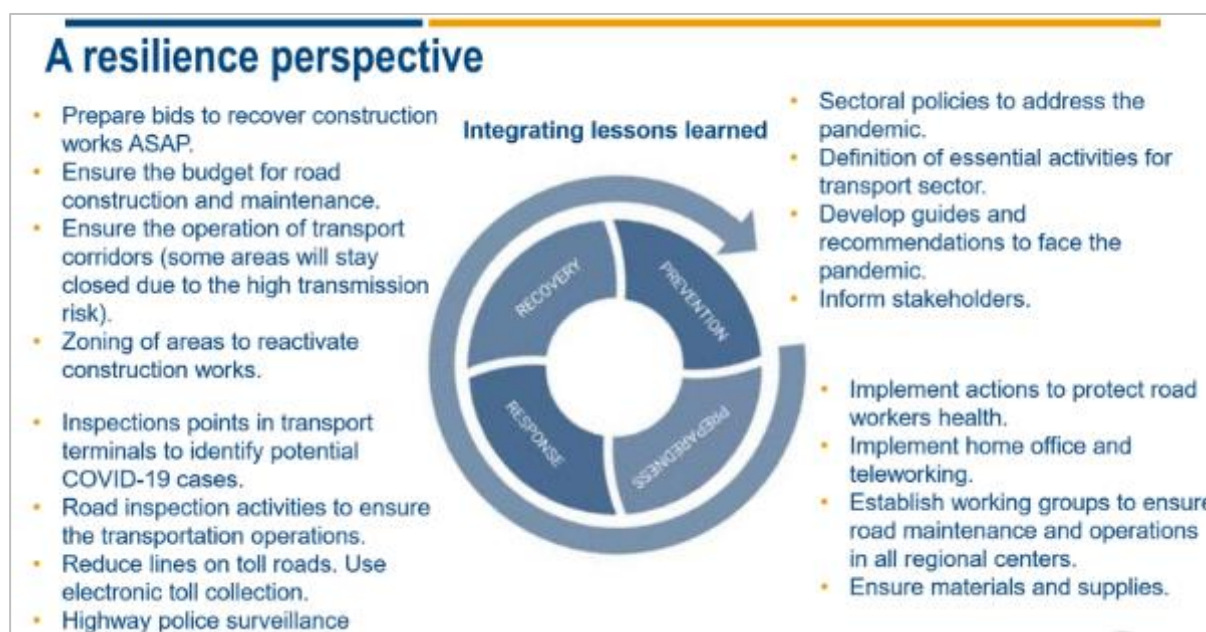 A resilience perspective
• Prepare bids to recover construction
works ASAP.
• Ensure the budget for road
construction and maintenance.
• Ensure the operation of transport
corridors (some areas will stay
closed due to the high transmission
risk).
• Zoning of areas to reactivate
construction works.
• Inspections points in transport
terminals to identify potential
COVID-19 cases.
• Road inspection activities to ensure
the transportation operations.
• Reduce lines on toll roads. Use
electronic toll collection.
• Highway police surveillance
Integrating lessons learned
RECOVERY
PREVENTION
RESPONSE
PREPAREDNESS
• Sectoral policies to address the
pandemic.
• Definition of essential activities for
transport sector.
• Develop guides and
recommendations to face the
pandemic.
• Inform stakeholders.
• Implement actions to protect road
workers health.
• Implement home office and
teleworking.
• Establish working groups to ensure
road maintenance and operations
in all regional centers.
• Ensure materials and supplies.